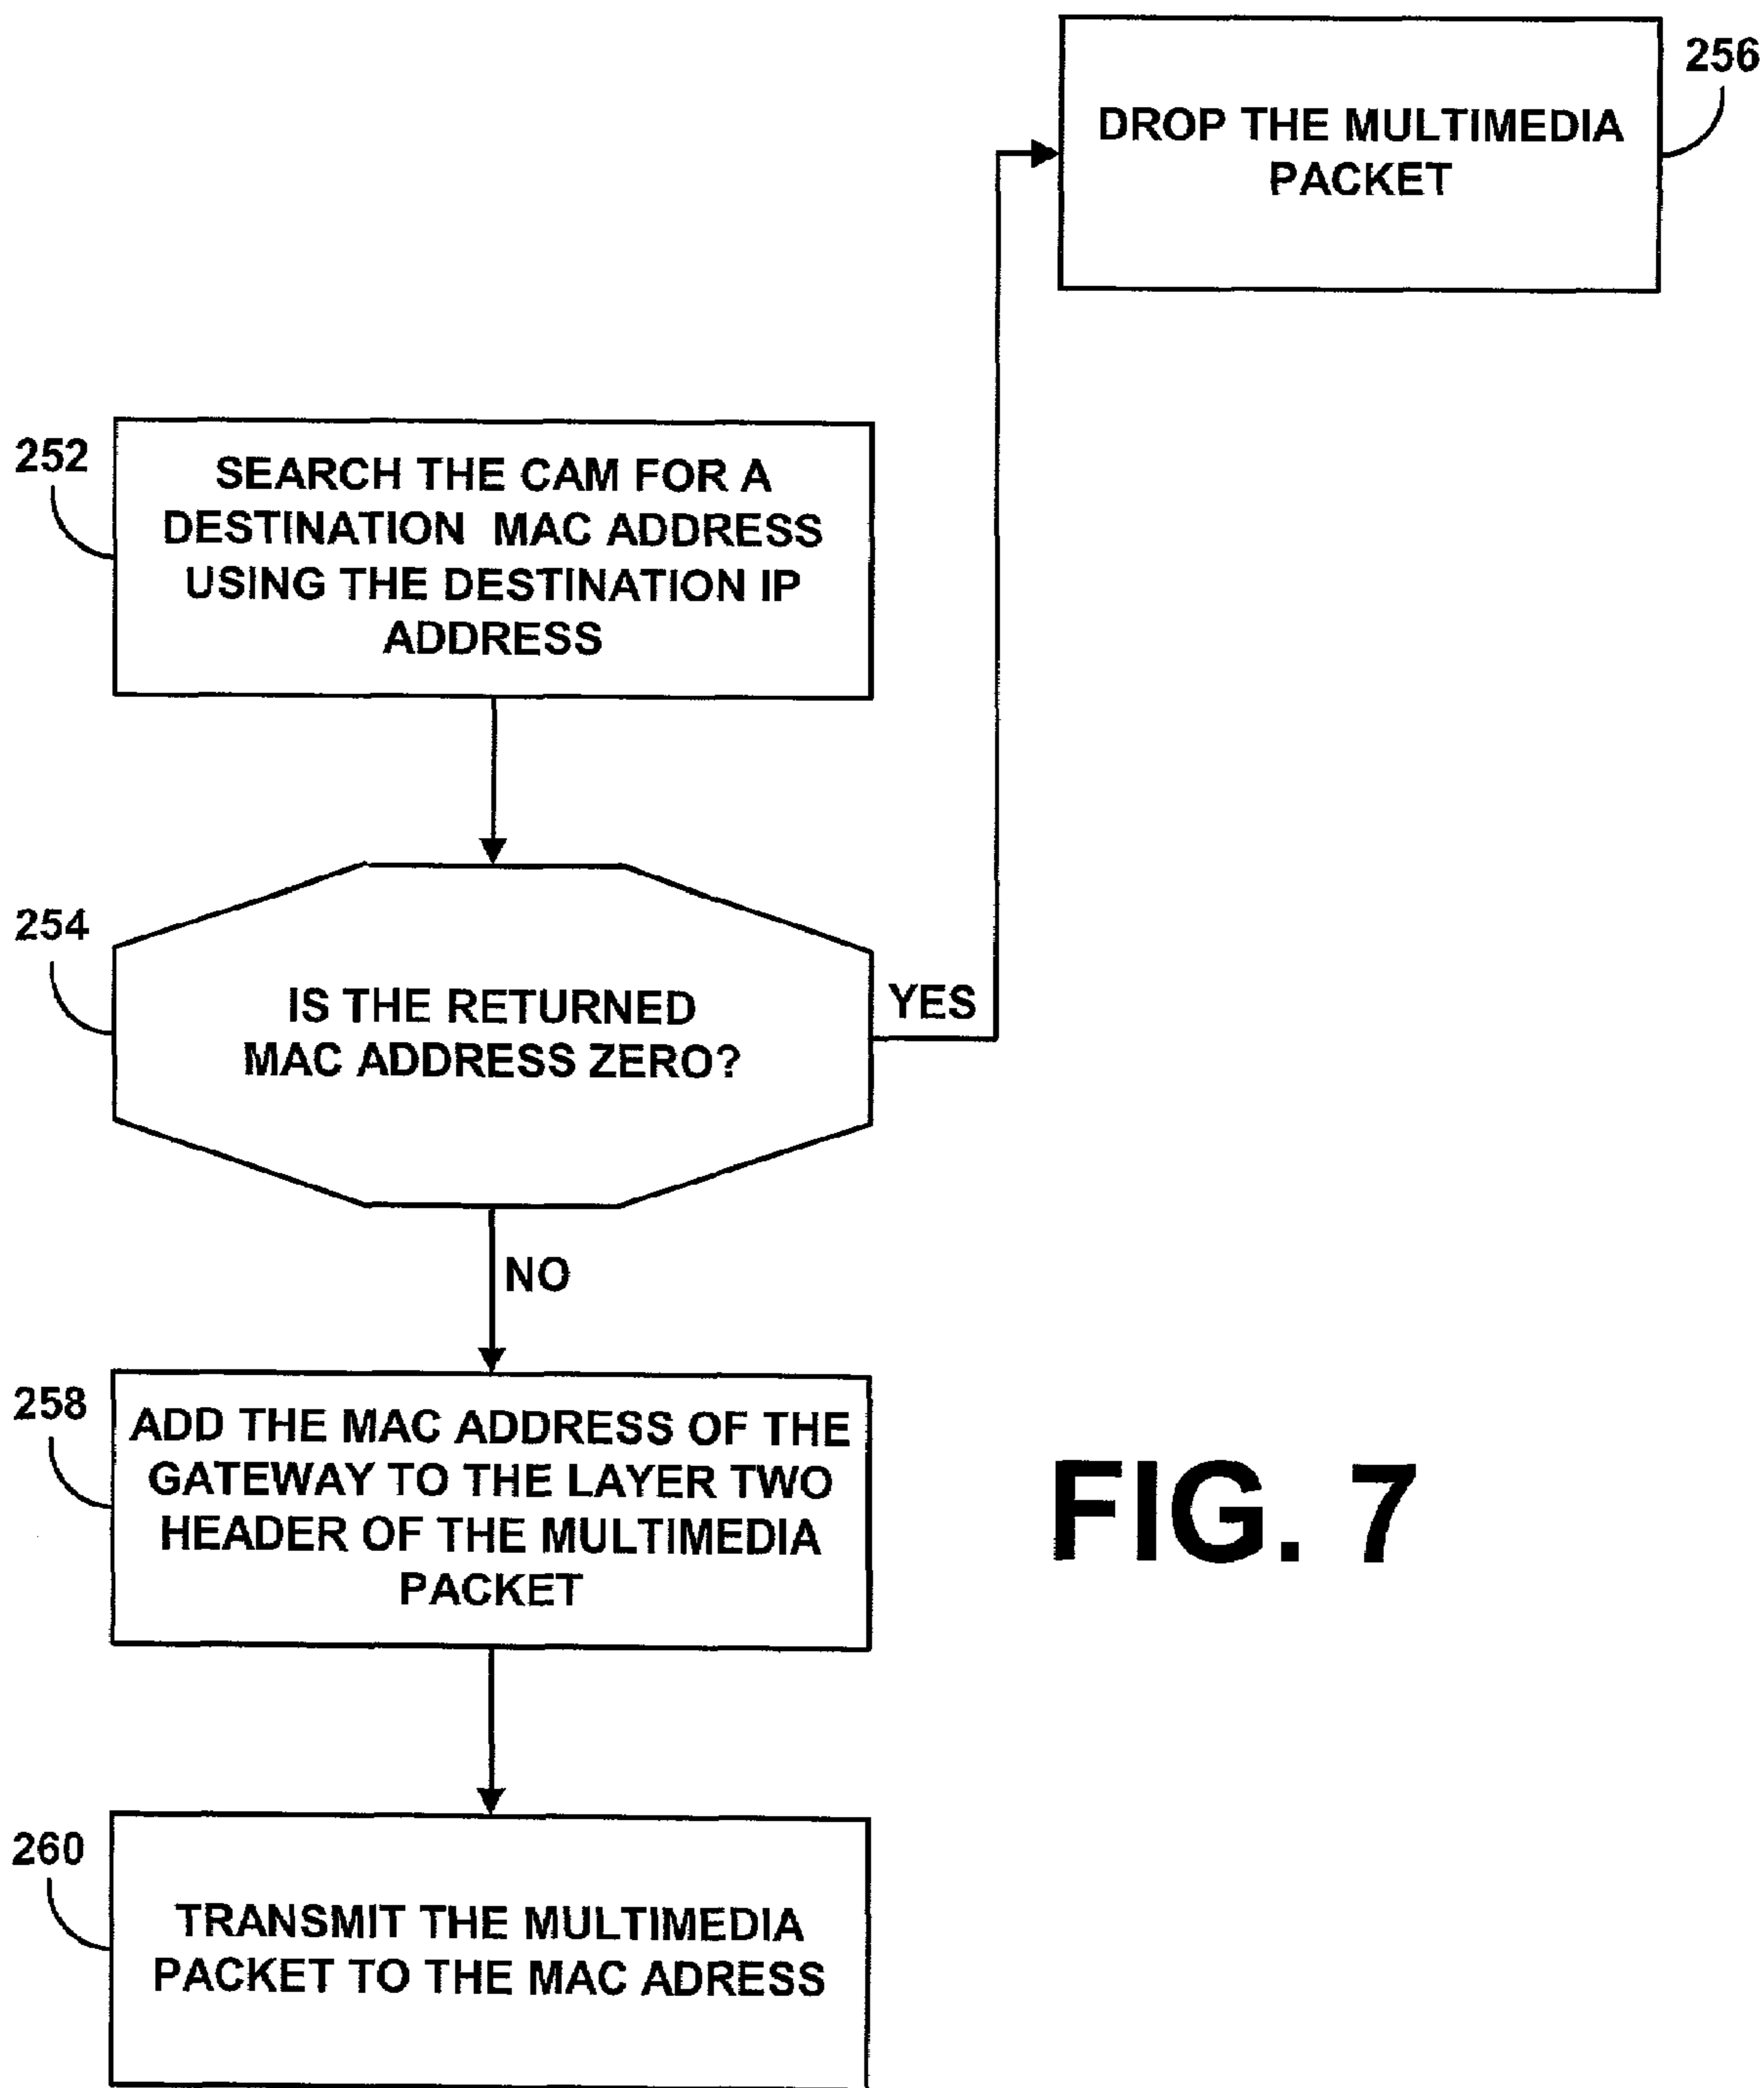 256
DROP THE MULTIMEDIA
PACKET
252
SEARCH THE CAM FOR A
DESTINATION MAC ADDRESS
USING THE DESTINATION IP
ADDRESS
254
IS THE RETURNED
MAC ADDRESS ZERO?
YES
NO
258
ADD THE MAC ADDRESS OF THE
GATEWAY TO THE LAYER TWO
HEADER OF THE MULTIMEDIA
PACKET
FIG. 7
260
TRANSMIT THE MULTIMEDIA
PACKET TO THE MAC ADRESS